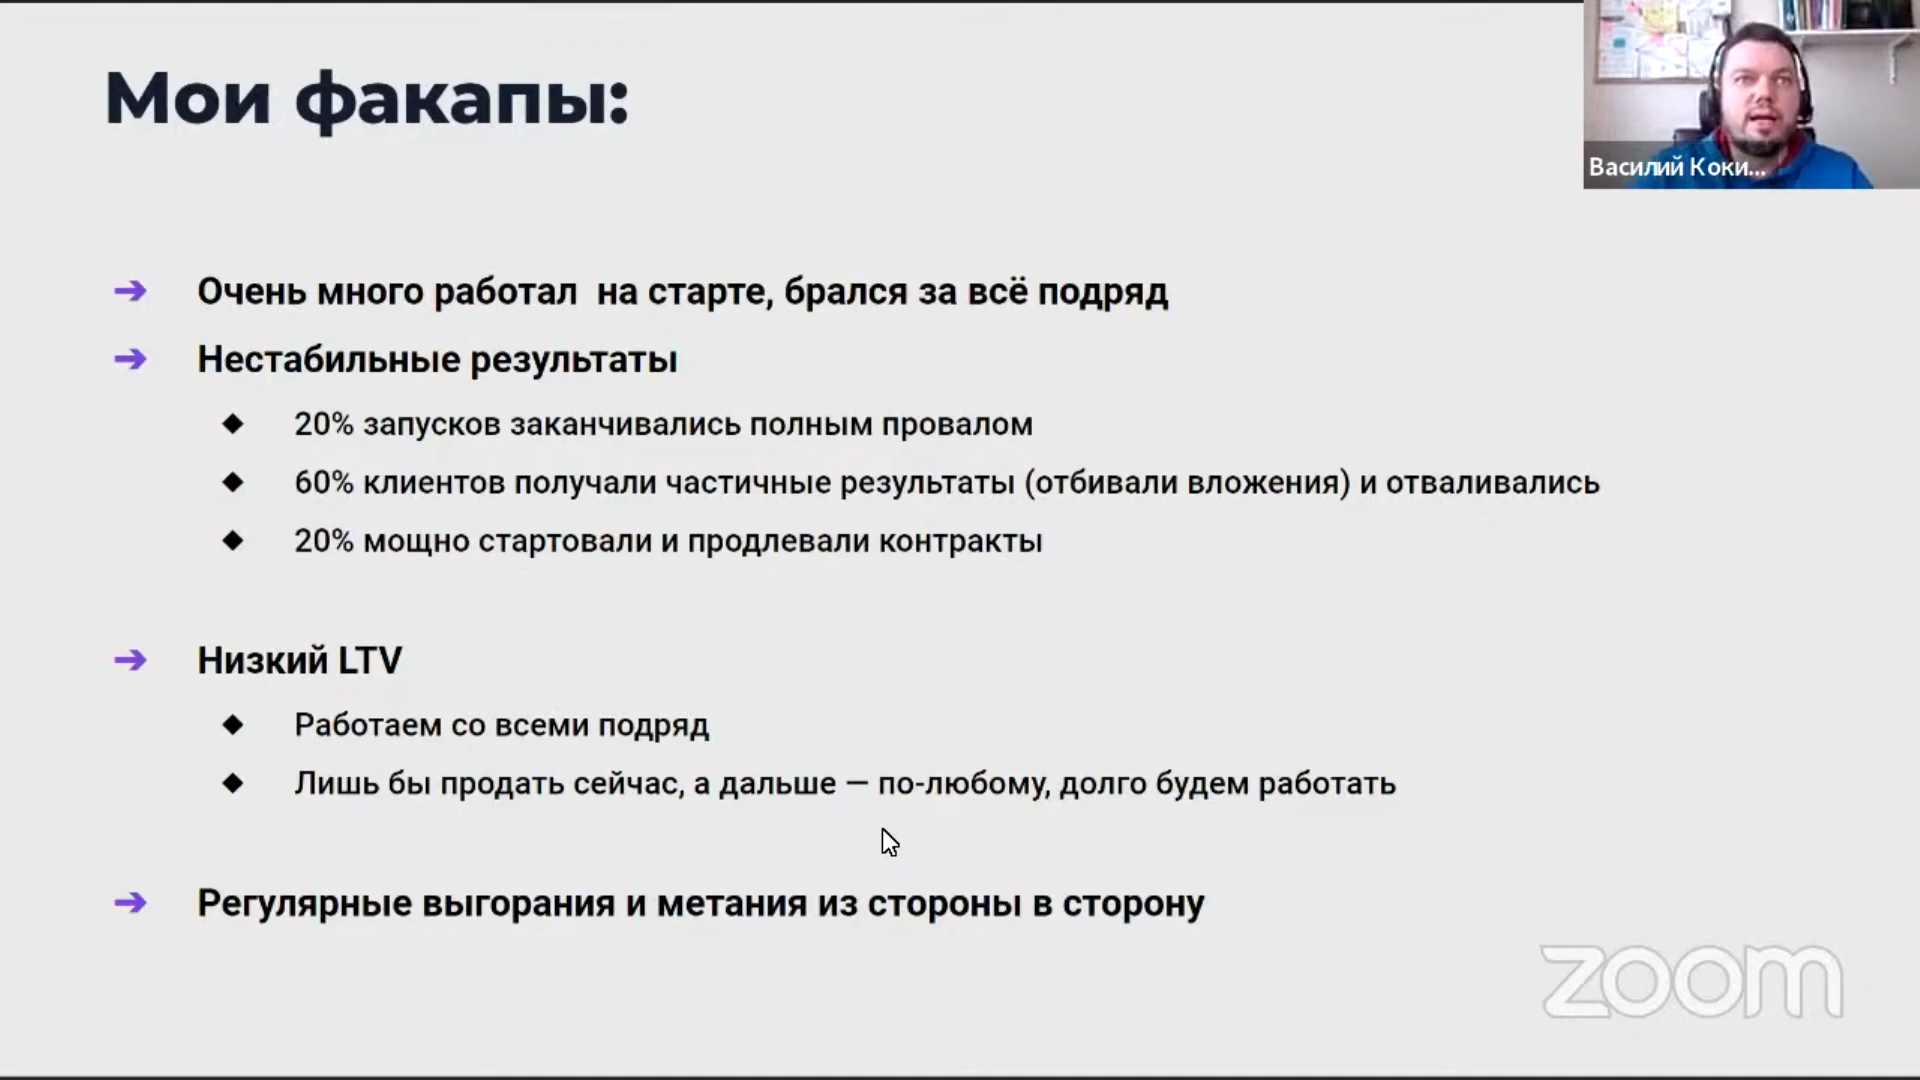 Мои факапы:
Василий Коки...
➔ Очень много работал на старте, брался за всё подряд
➔ Нестабильные результаты
◆ 20% запусков заканчивались полным провалом
◆ 60% клиентов получали частичные результаты (отбивали вложения) и отваливались
◆ 20% мощно стартовали и продлевали контракты
➔ Низкий LTV
◆ Работаем со всеми подряд
◆ Лишь бы продать сейчас, а дальше — по-любому, долго будем работать
➔ Регулярные выгорания и метания из стороны в сторону
zoom